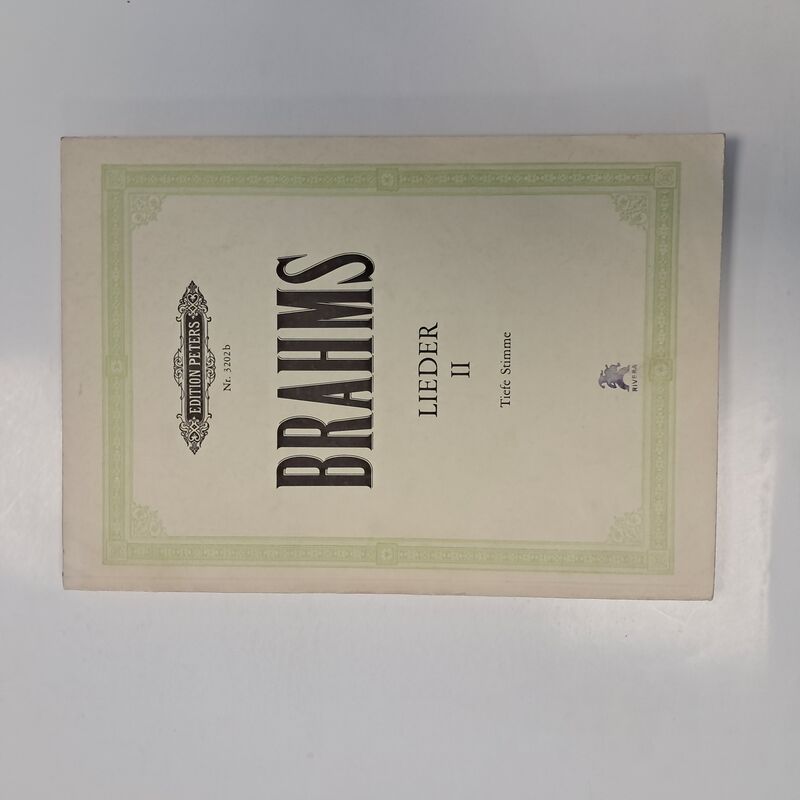 EDITION PETERS
Nr. 3202b
BRAHMS
LIEDER
II
Tiefe Stimme
RIVERA